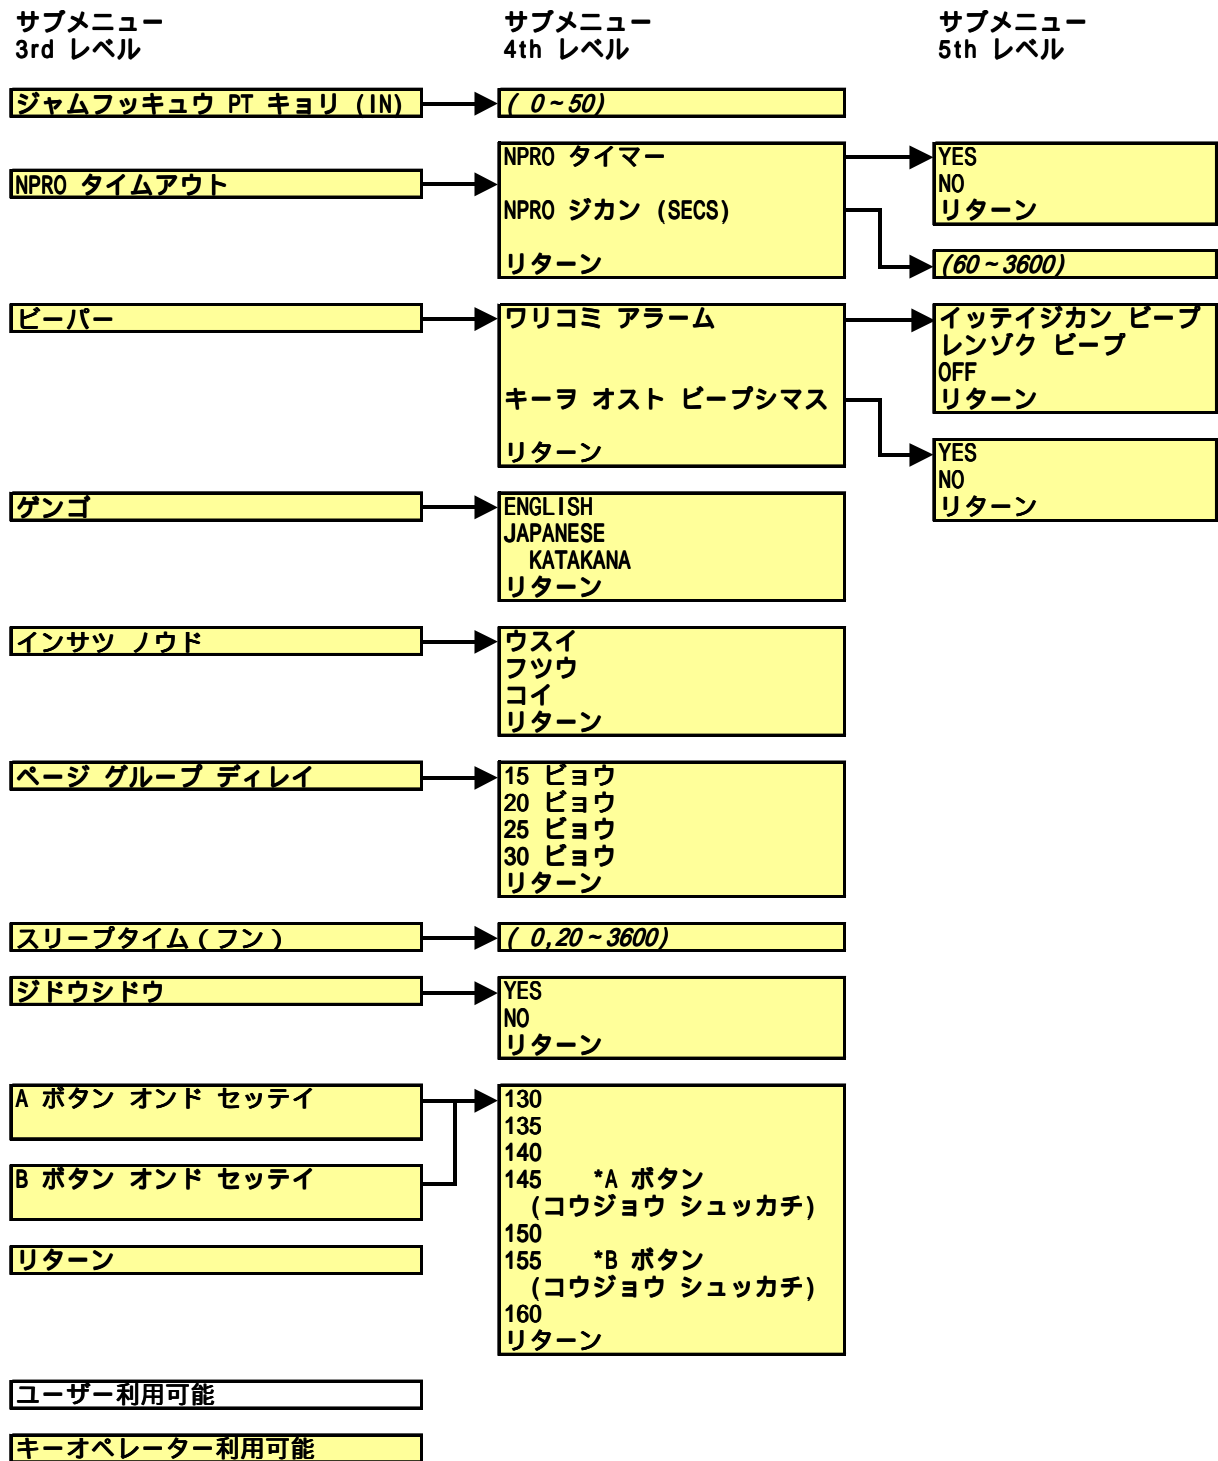 サブメニュー
3rd レベル
サブメニュー
4th レベル
サブメニュー
5th レベル
ジャムフッキュウ PT キョリ (IN)
( 0~50)
NPRO タイムアウト
NPRO タイマー
NPRO ジカン (SECS)
リターン
YES
NO
リターン
(60~3600)
ビーパー
ワリコミ アラーム
キーヲ オスト ビープシマス
リターン
イッテイジカン ビープ
レンゾク ビープ
OFF
リターン
YES
NO
リターン
ゲンゴ
ENGLISH
JAPANESE
KATAKANA
リターン
インサツ ノウド
ウスイ
フツウ
コイ
リターン
ページ グループ ディレイ
15 ビョウ
20 ビョウ
25 ビョウ
30 ビョウ
リターン
スリープタイム(フン)
( 0,20~3600)
ジドウシドウ
YES
NO
リターン
A ボタン オンド セッテイ
B ボタン オンド セッテイ
リターン
130
135
140
145 *A ボタン
(コウジョウ シュッカチ)
150
155 *B ボタン
(コウジョウ シュッカチ)
160
リターン
ユーザー利用可能
キーオペレーター利用可能